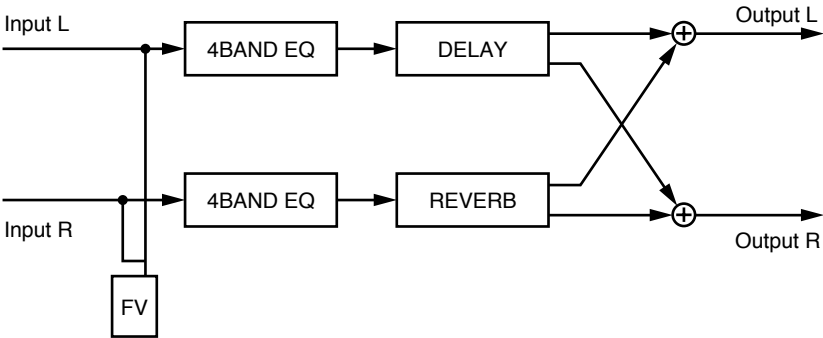 Input L
4BAND EQ
DELAY
Output L
4BAND EQ
REVERB
Input R
Output R
FV